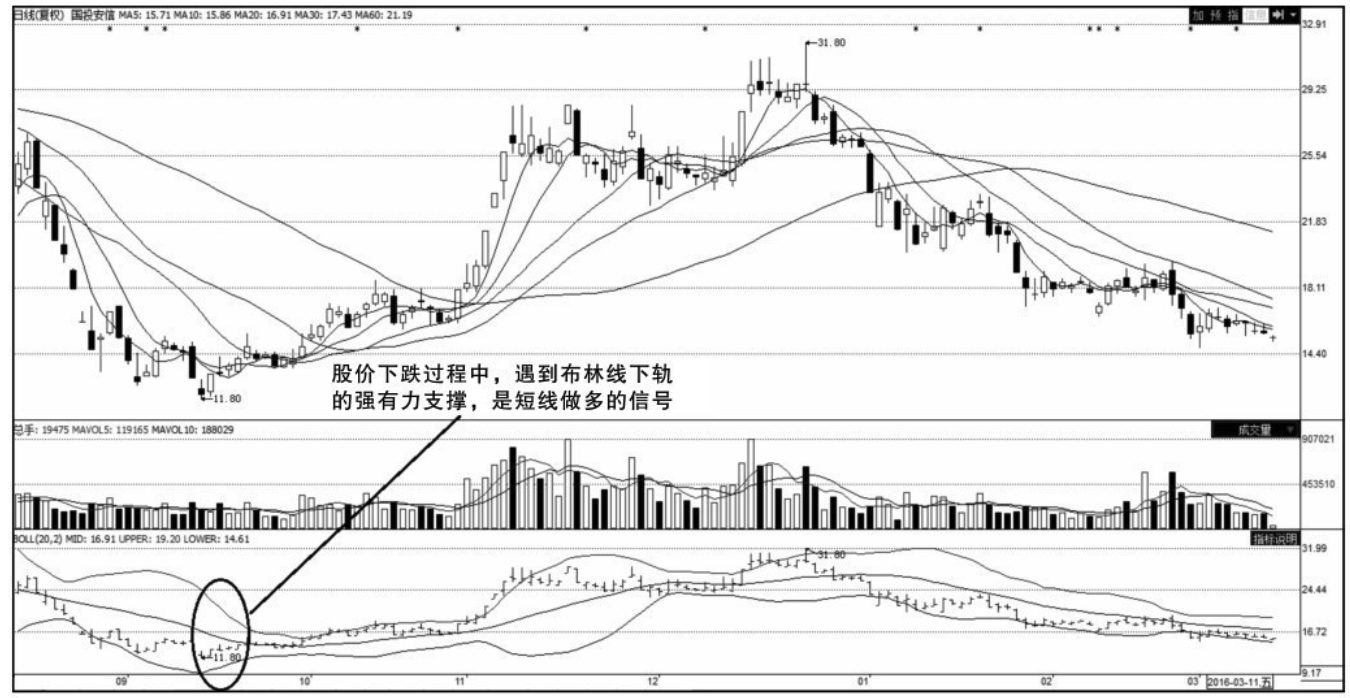 日线(复权) 国投安信 MA5: 15.71 MA10: 15.86 MA20: 16.91 MA30: 17.43 MA60: 21.19
加 预 指 信息
32.91
31.80
29.25
25.54
21.83
18.11
14.40
11.80
股价下跌过程中，遇到布林线下轨
的强有力支撑，是短线做多的信号
总手: 19475 MAVOL5: 119165 MAVOL10: 188029
成交量
907021
453510
BOLL(20,2) MID: 16.91 UPPER: 19.20 LOWER: 14.61
指标说明
31.99
31.80
24.44
16.72
11.80
9.17
09 10 11 12 01 02 03 2016-03-11,五